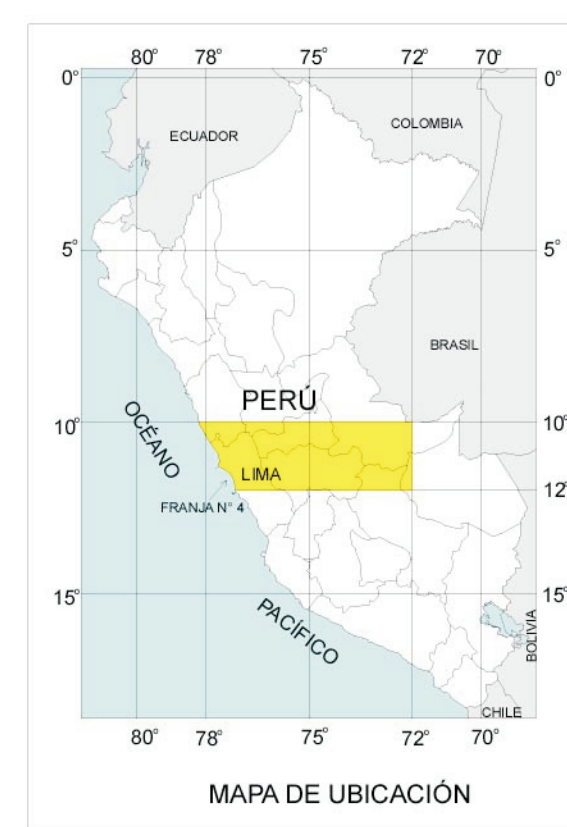 80° 78° 75° 72° 70°
0° 0°
ECUADOR
COLOMBIA
5° 5°
BRASIL
PERÚ
10° 10°
OCÉANO
LIMA
12°
FRANJA N° 4
15° 15°
PACÍFICO
BOLIVIA
CHILE
80° 78° 75° 72° 70°
MAPA DE UBICACIÓN